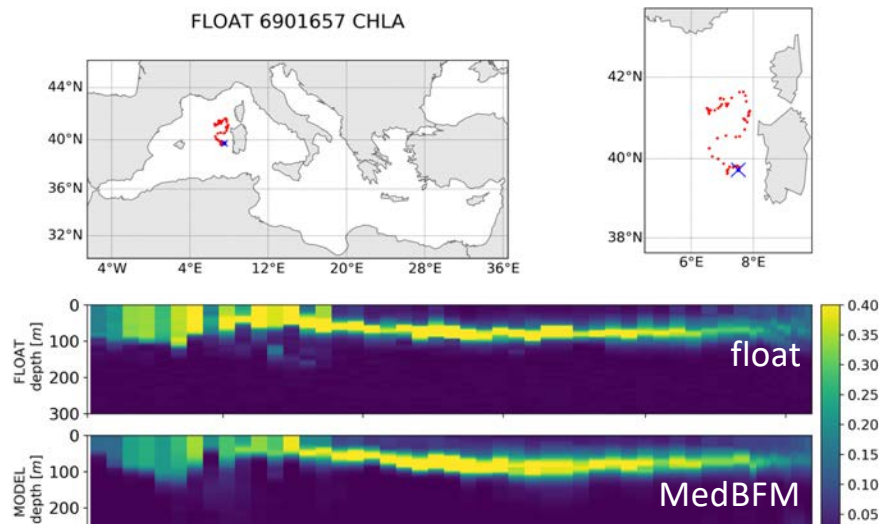 FLOAT 6901657 CHLA
44°N
40°N
36°N
32°N
4°W 4°E 12°E 20°E 28°E 36°E
42°N
40°N
38°N
6°E 8°E
FLOAT
depth [m]
0
100
200
300
float
0.40
0.35
0.30
0.25
0.20
0.15
0.10
0.05
MODEL
depth [m]
0
100
200
MedBFM